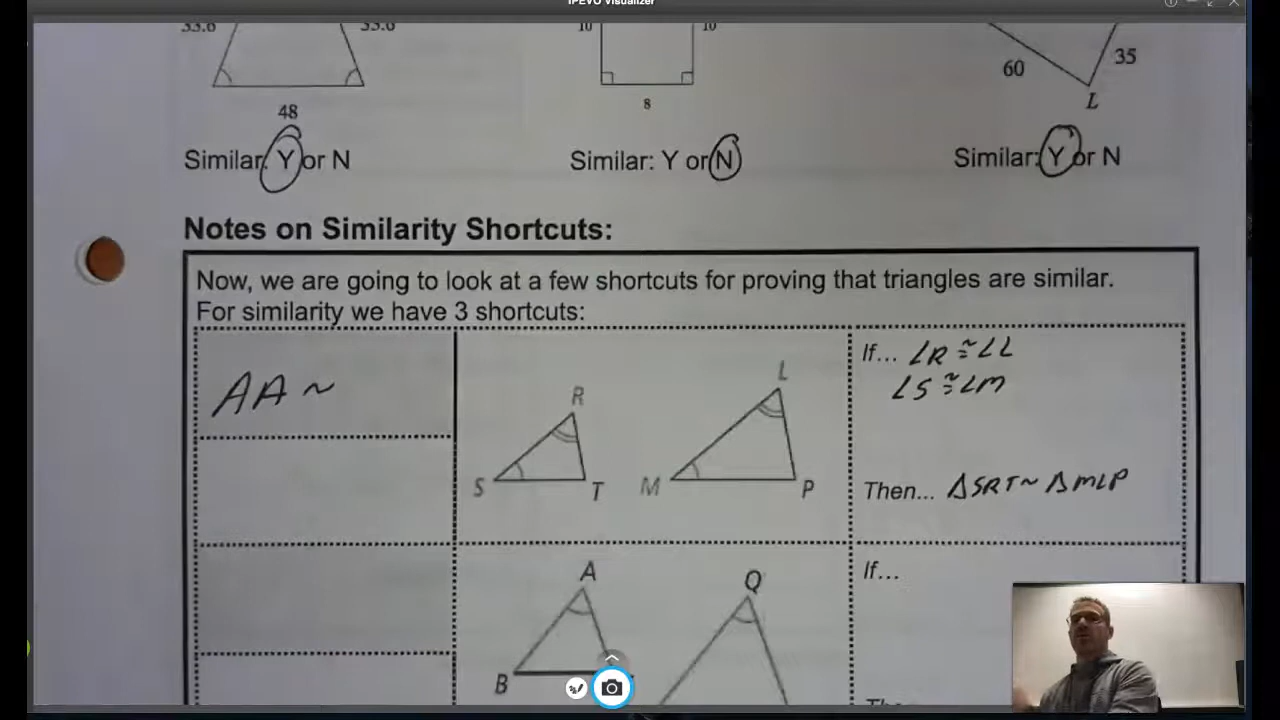 IPEVO Visualizer
33.6 33.6 10 10 60 35
48 8 L
Similar: Y or N Similar: Y or N Similar: Y or N
Notes on Similarity Shortcuts:
Now, we are going to look at a few shortcuts for proving that triangles are similar.
For similarity we have 3 shortcuts:
AA ~
R L
S T M P
If... ∠R ≅ ∠L
∠S ≅ ∠M
Then... ΔSRT ~ ΔMLP
A Q
B
If...